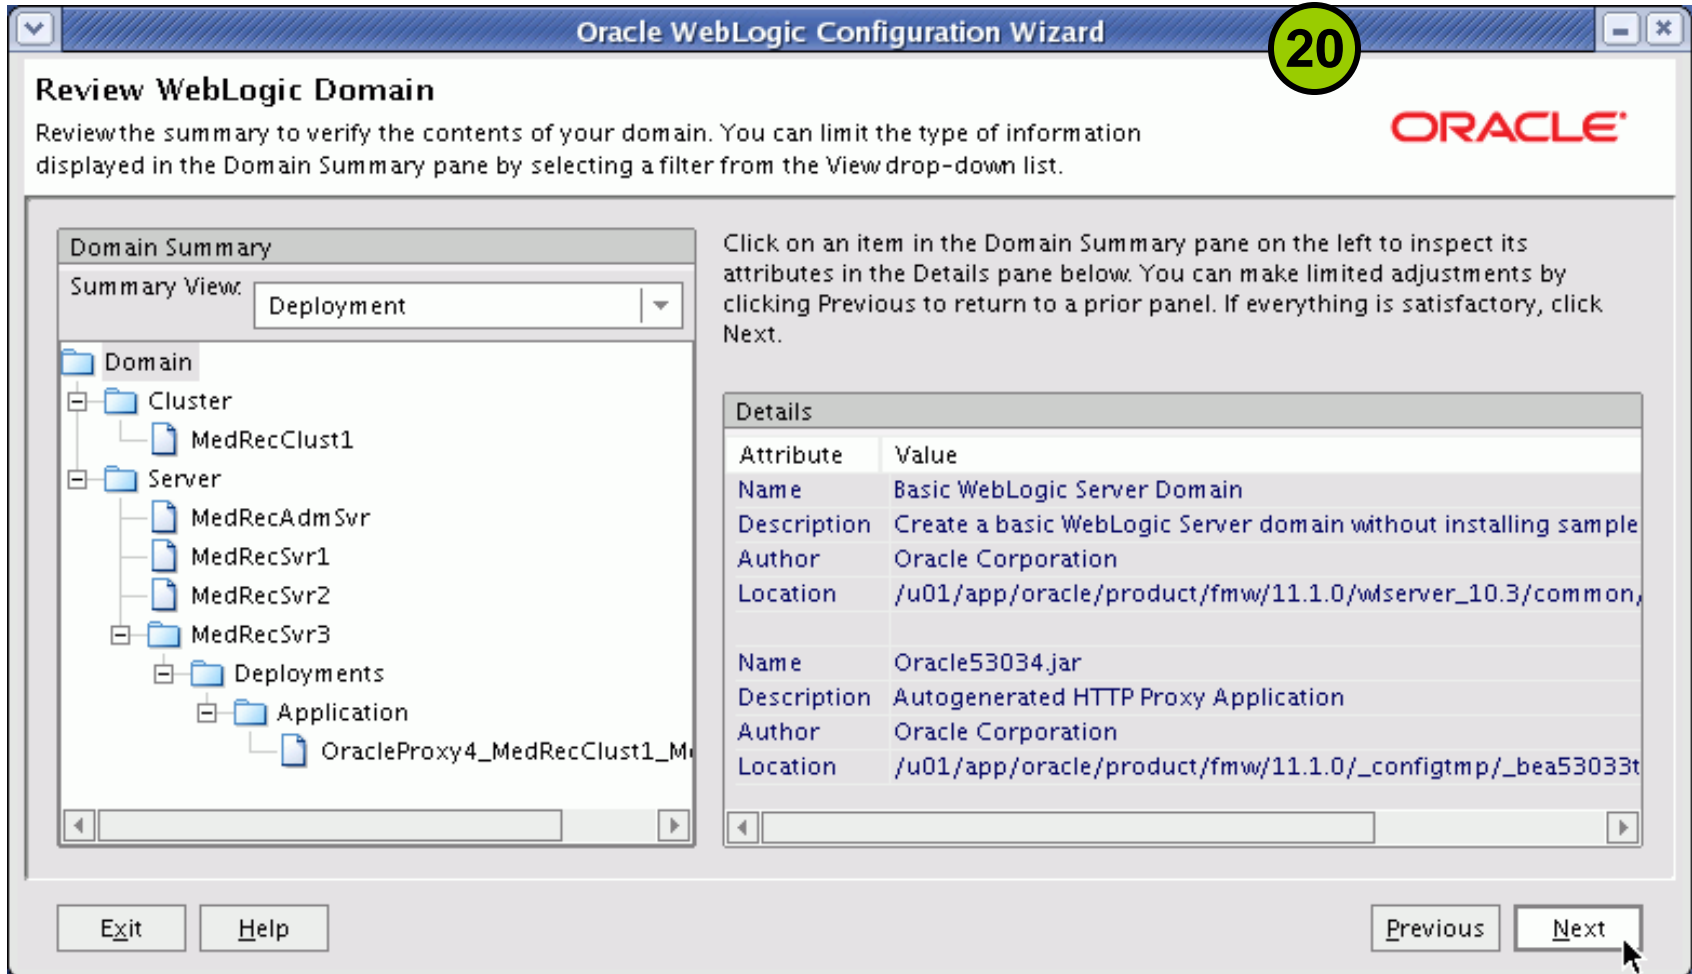 Oracle WebLogic Configuration Wizard
20
Review WebLogic Domain
Review the summary to verify the contents of your domain. You can limit the type of information
displayed in the Domain Summary pane by selecting a filter from the View drop-down list.
ORACLE
Domain Summary
Summary View:
Deployment
Domain
Cluster
MedRecClust1
Server
MedRecAdmSvr
MedRecSvr1
MedRecSvr2
MedRecSvr3
Deployments
Application
OracleProxy4_MedRecClust1_Me
Click on an item in the Domain Summary pane on the left to inspect its
attributes in the Details pane below. You can make limited adjustments by
clicking Previous to return to a prior panel. If everything is satisfactory, click
Next.
Details
Attribute Value
Name Basic WebLogic Server Domain
Description Create a basic WebLogic Server domain without installing sample
Author Oracle Corporation
Location /u01/app/oracle/product/fmw/11.1.0/wlserver_10.3/common/
Name Oracle53034.jar
Description Autogenerated HTTP Proxy Application
Author Oracle Corporation
Location /u01/app/oracle/product/fmw/11.1.0/_configtmp/_bea53033t
Exit Help Previous Next